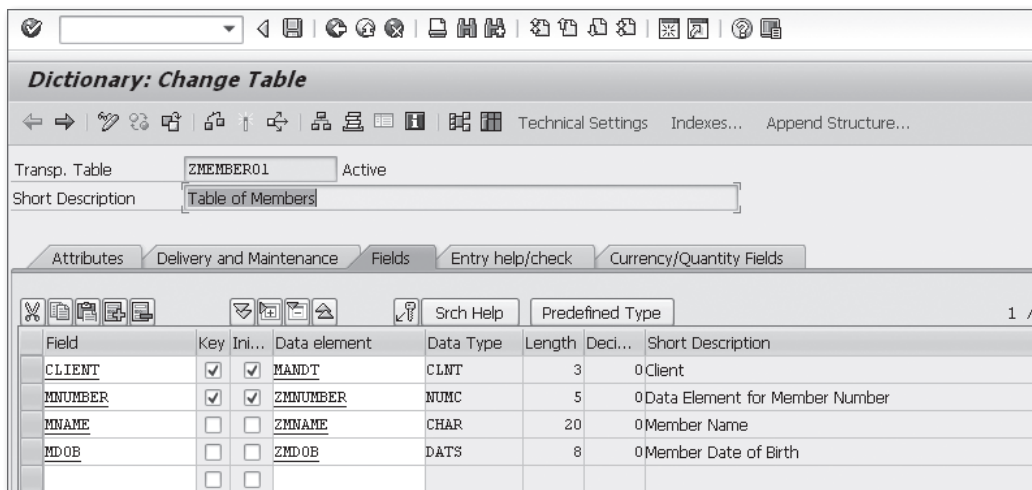 Dictionary: Change Table
Technical Settings Indexes... Append Structure...
Transp. Table ZMEMBER01 Active
Short Description Table of Members
Attributes Delivery and Maintenance Fields Entry help/check Currency/Quantity Fields
Srch Help Predefined Type 1 /
Field Key Ini... Data element Data Type Length Deci... Short Description
CLIENT MANDT CLNT 3 0 Client
MNUMBER ZMNUMBER NUMC 5 0 Data Element for Member Number
MNAME ZMNAME CHAR 20 0 Member Name
MDOB ZMDOB DATS 8 0 Member Date of Birth